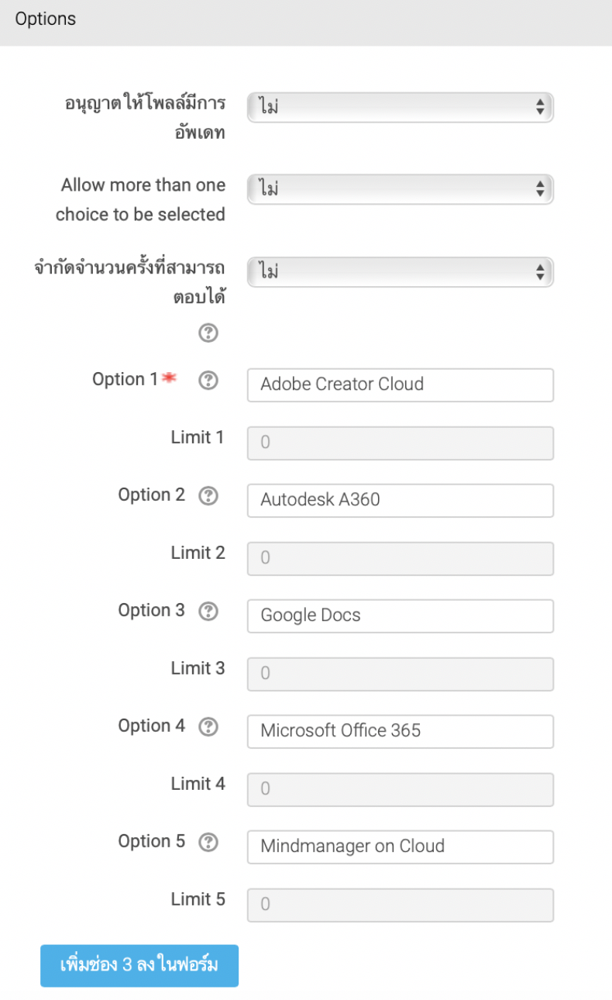 Options
อนุญาตให้โพลล์มีการ
อัพเดท
ไม่
Allow more than one
choice to be selected
ไม่
จำกัดจำนวนครั้งที่สามารถ
ตอบได้
ไม่
Option 1*
Adobe Creator Cloud
Limit 1
0
Option 2
Autodesk A360
Limit 2
0
Option 3
Google Docs
Limit 3
0
Option 4
Microsoft Office 365
Limit 4
0
Option 5
Mindmanager on Cloud
Limit 5
0
เพิ่มช่อง 3 ลงในฟอร์ม